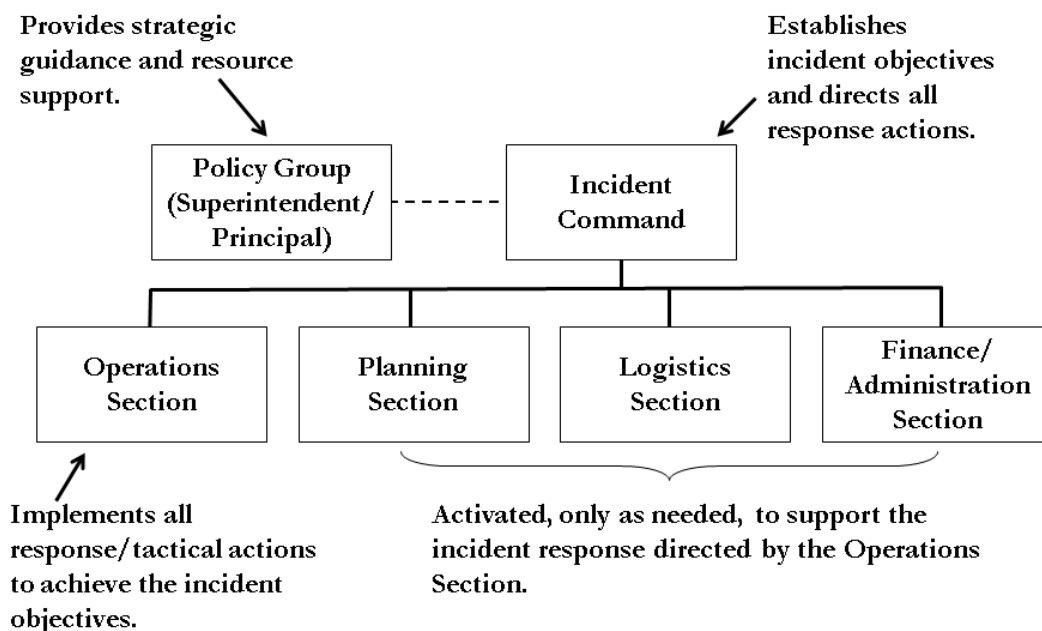 Provides strategic
guidance and resource
support.
Establishes
incident objectives
and directs all
response actions.
Policy Group
(Superintendent/
Principal)
Incident
Command
Operations
Section
Planning
Section
Logistics
Section
Finance/
Administration
Section
Implements all
response/tactical actions
to achieve the incident
objectives.
Activated, only as needed, to support the
incident response directed by the Operations
Section.